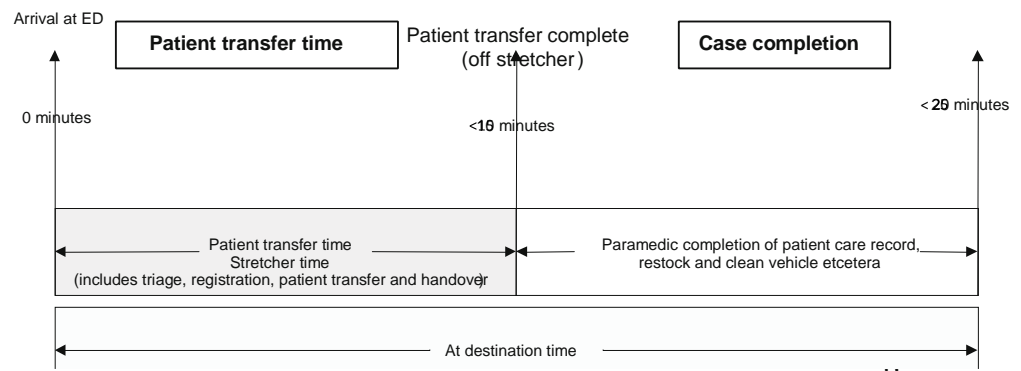 Arrival at ED
Patient transfer time
Patient transfer complete
(off stretcher)
Case completion
0 minutes
minutes
minutes
Patient transfer time
Stretcher time
(includes triage, registration, patient transfer and handover)
Paramedic completion of patient care record,
restock and clean vehicle etcetera
At destination time